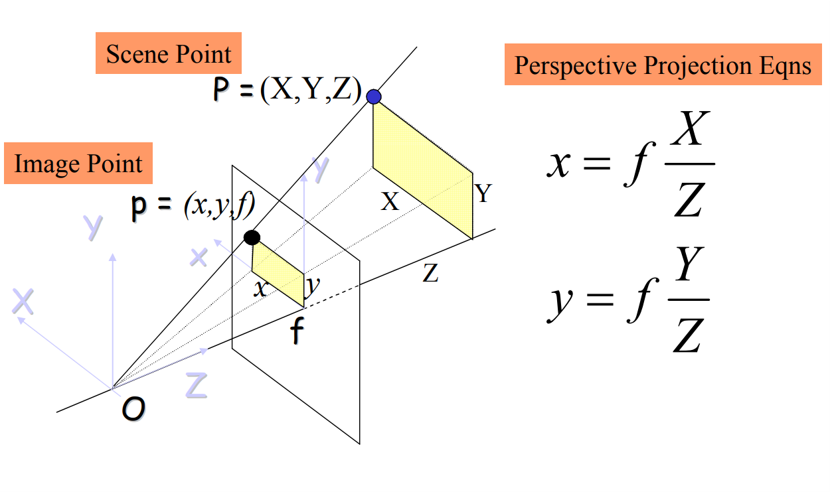 Scene Point
Perspective Projection Eqns
P = (X,Y,Z)
x = f X/Z
Image Point
p = (x,y,f)
y
Y
X
Y
x
X
x
y
Z
y = f Y/Z
f
Z
O